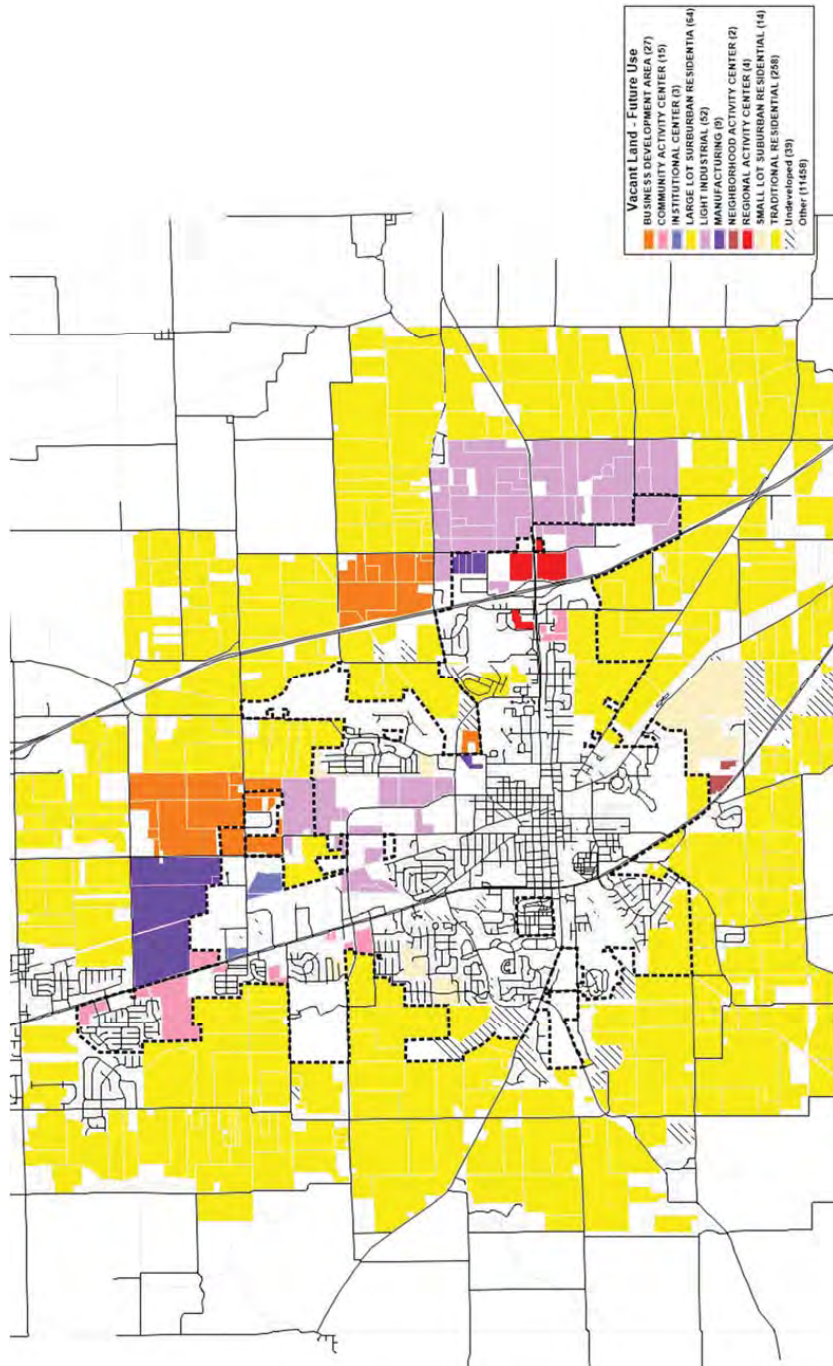 Vacant Land - Future Use
BUSINESS DEVELOPMENT AREA (27)
COMMUNITY ACTIVITY CENTER (15)
INSTITUTIONAL CENTER (3)
LARGE LOT SURBURBAN RESIDENTIA (64)
LIGHT INDUSTRIAL (52)
MANUFACTURING (9)
NEIGHBORHOOD ACTIVITY CENTER (2)
REGIONAL ACTIVITY CENTER (4)
SMALL LOT SUBURBAN RESIDENTIAL (14)
TRADITIONAL RESIDENTIAL (258)
Undeveloped (39)
Other (11458)